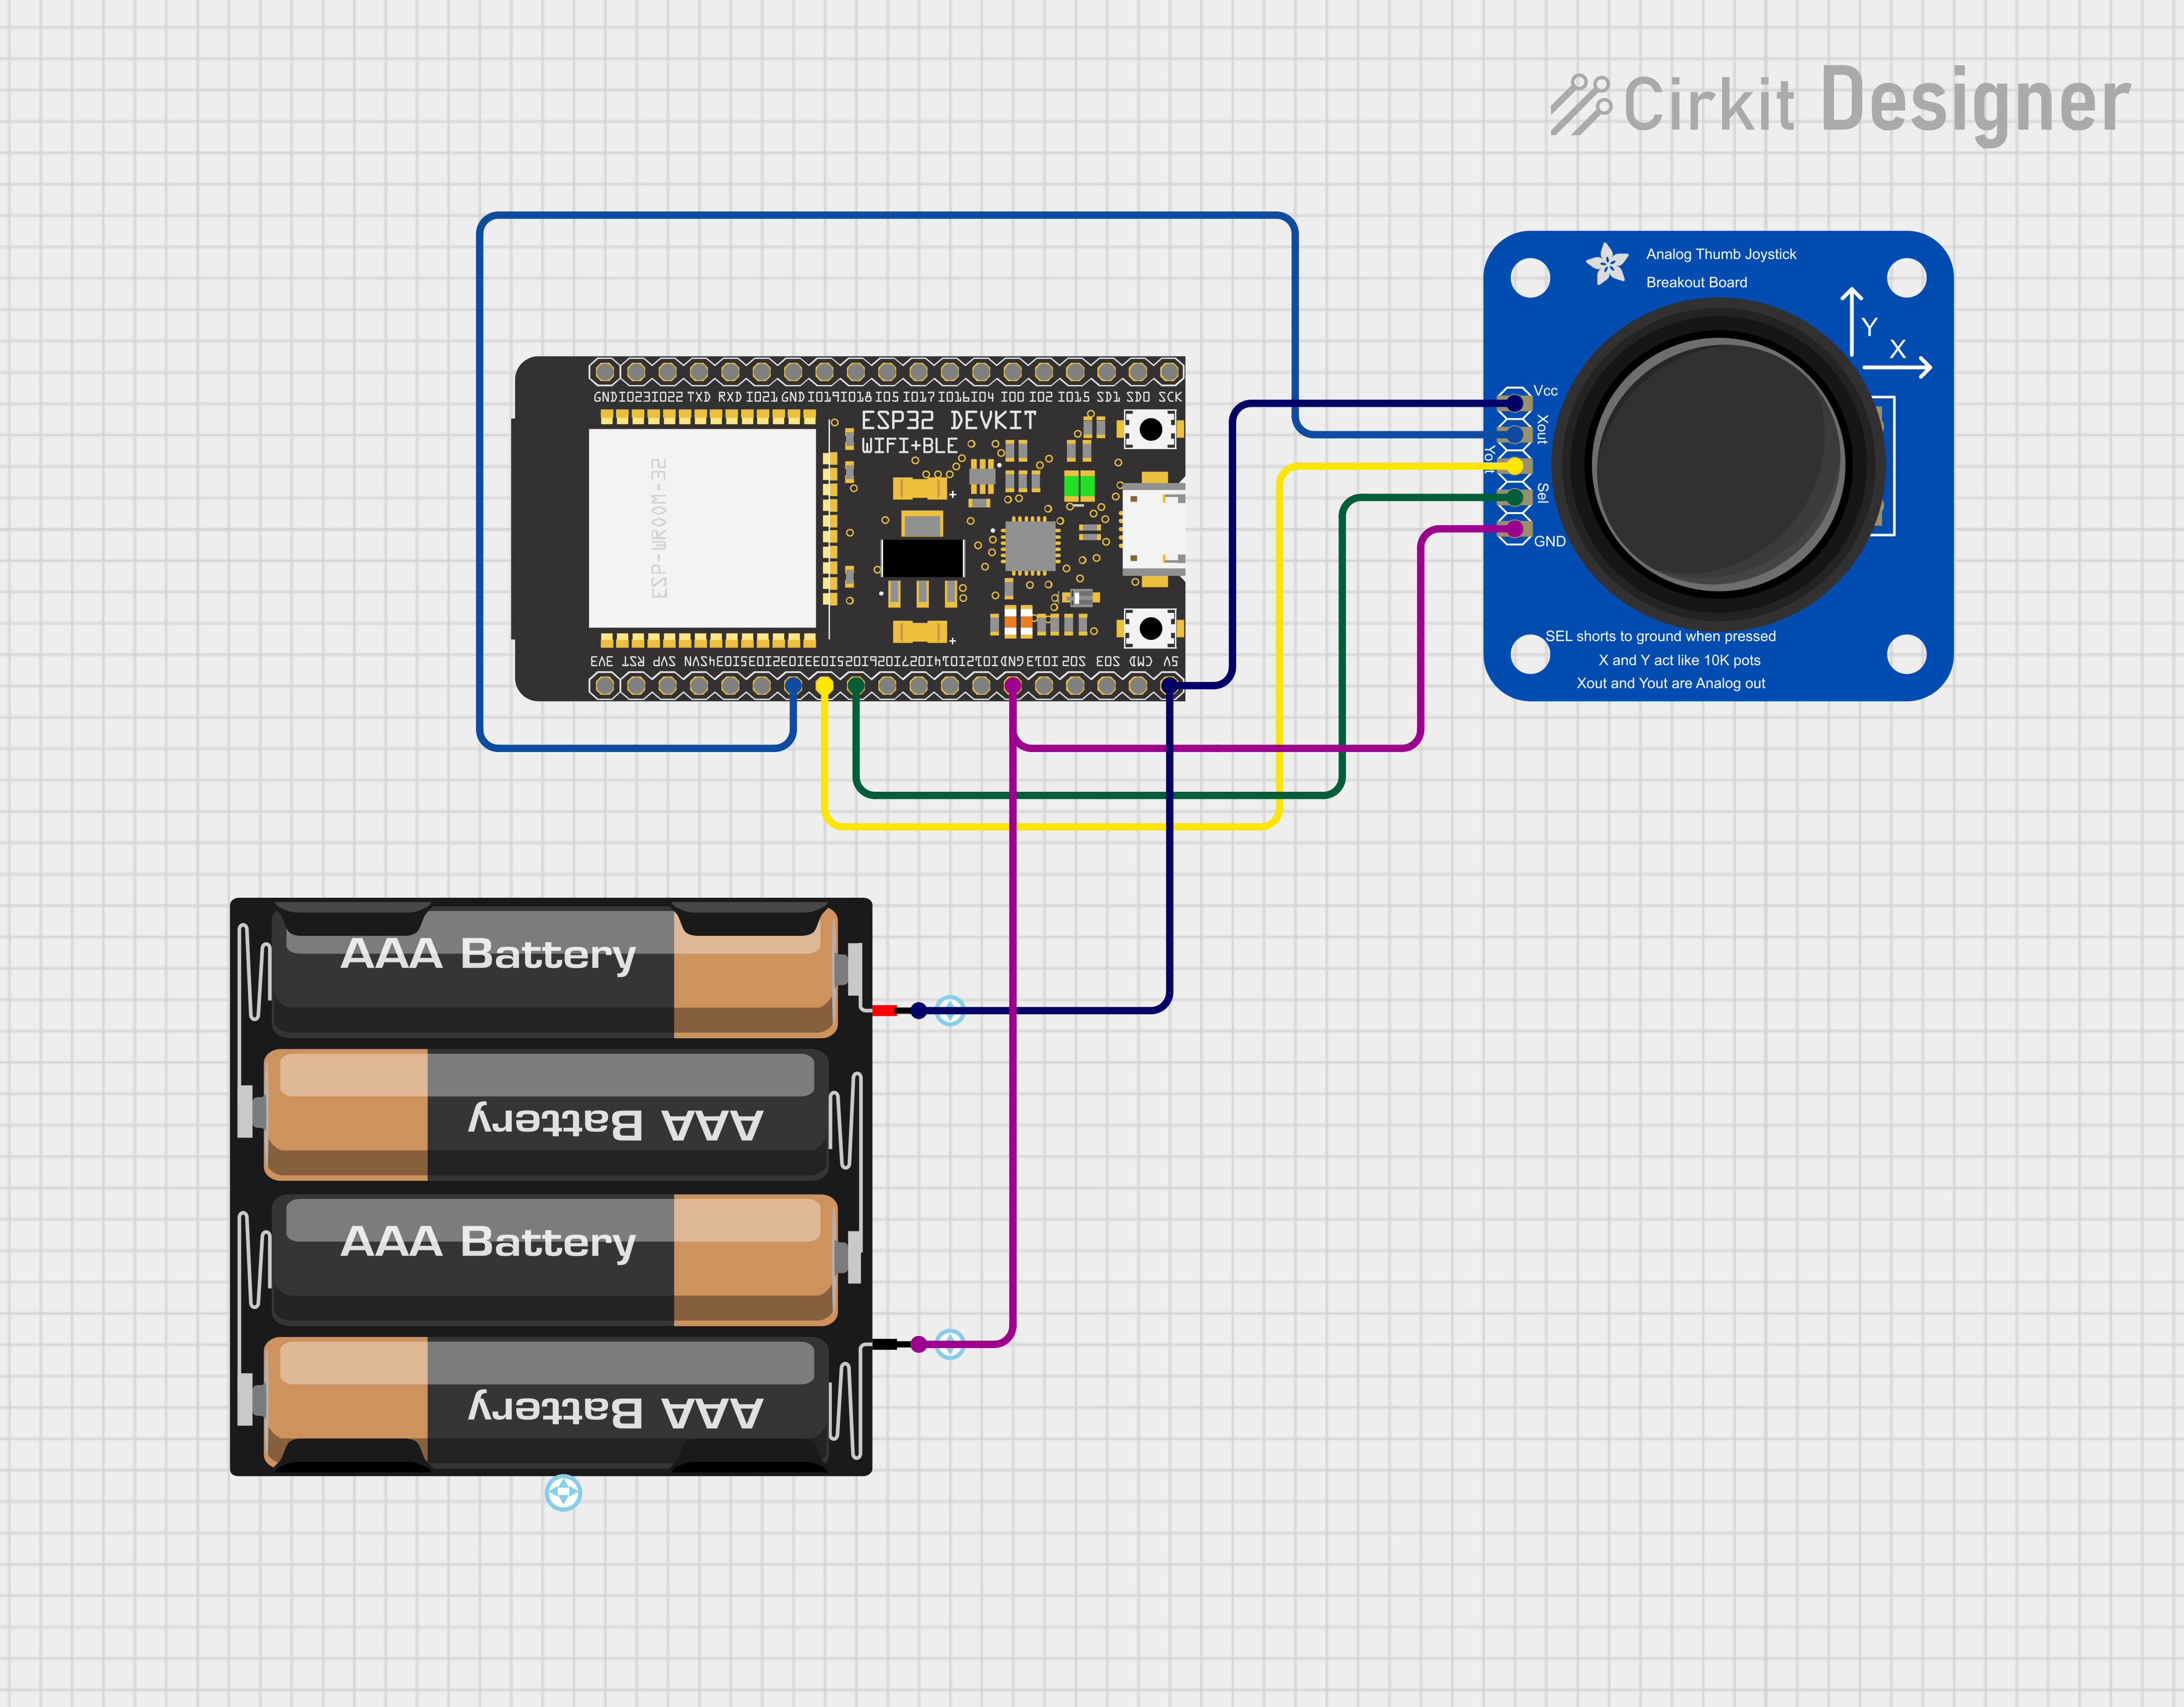 Cirkit Designer
Analog Thumb Joystick
Breakout Board
Y
X
Vcc
Xout
Yout
Sel
GND
SEL shorts to ground when pressed
X and Y act like 10K pots
Xout and Yout are Analog out
GND IO23 IO22 TXD RXD IO21 GND IO19 IO18 IO5 IO17 IO16 IO4 IO0 IO2 IO15 SD1 SD0 SCK
ESP32 DEVKIT
WIFI+BLE
ESP-WROOM-32
+
+
3V3 RST SVP SVN IO34 IO35 IO32 IO33 IO25 IO26 IO27 IO14 IO12 GND IO13 SD2 SD3 CMD 5V
AAA Battery
AAA Battery
AAA Battery
AAA Battery